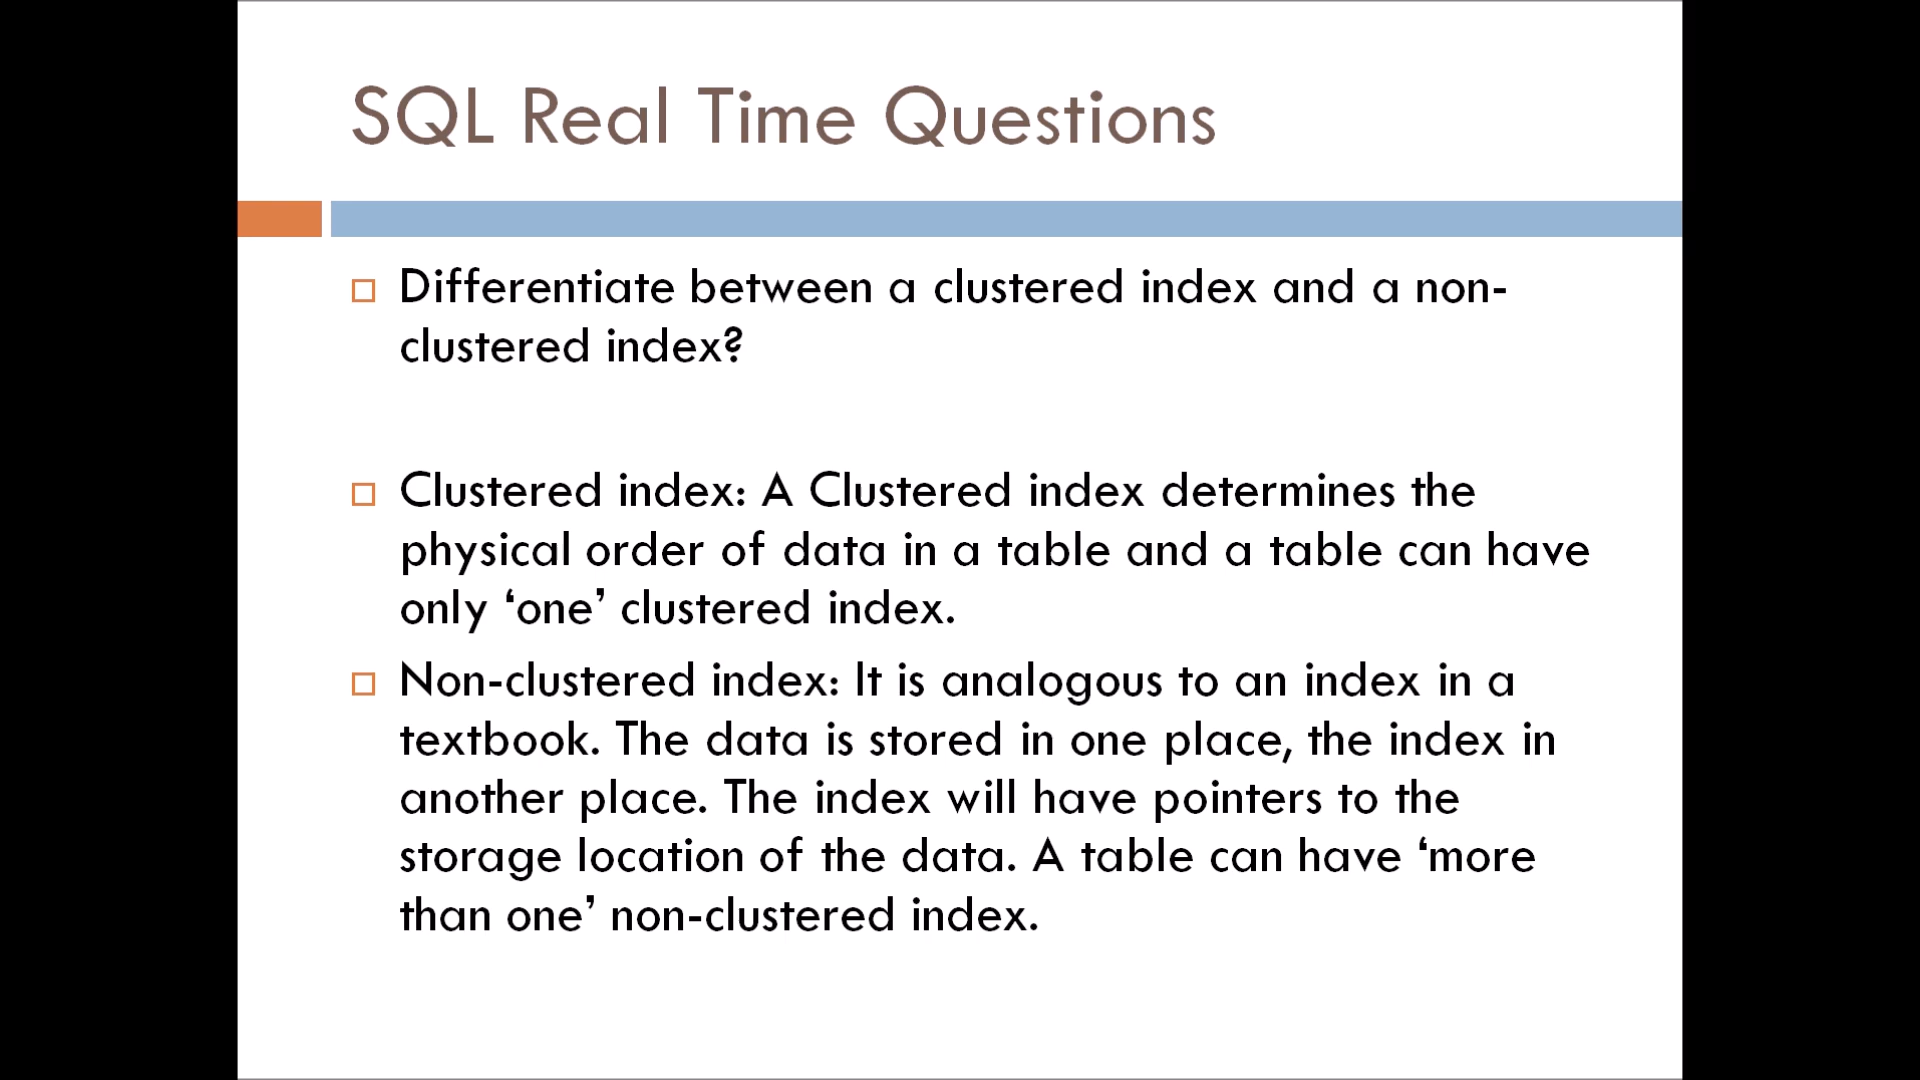 SQL Real Time Questions
Differentiate between a clustered index and a non-
clustered index?
Clustered index: A Clustered index determines the
physical order of data in a table and a table can have
only ‘one’ clustered index.
Non-clustered index: It is analogous to an index in a
textbook. The data is stored in one place, the index in
another place. The index will have pointers to the
storage location of the data. A table can have ‘more
than one’ non-clustered index.